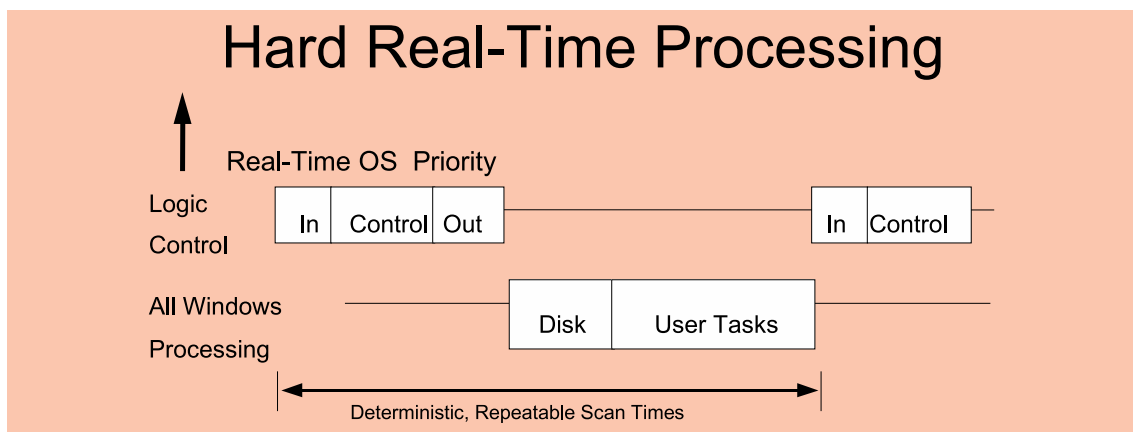 Hard Real-Time Processing
Real-Time OS Priority
Logic
Control
In Control Out In Control
All Windows
Processing
Disk User Tasks
Deterministic, Repeatable Scan Times